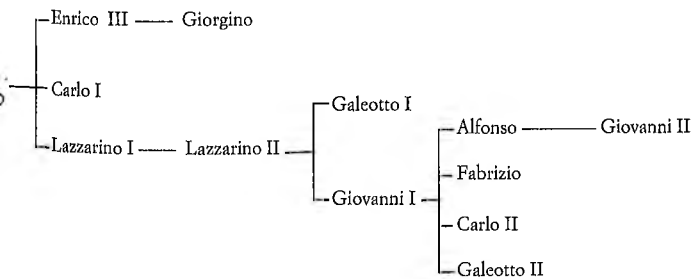 Enrico III Giorgino
Carlo I
Galeotto I
Lazzarino I Lazzarino II
Alfonso Giovanni II
Fabrizio
Giovanni I
Carlo II
Galeotto II